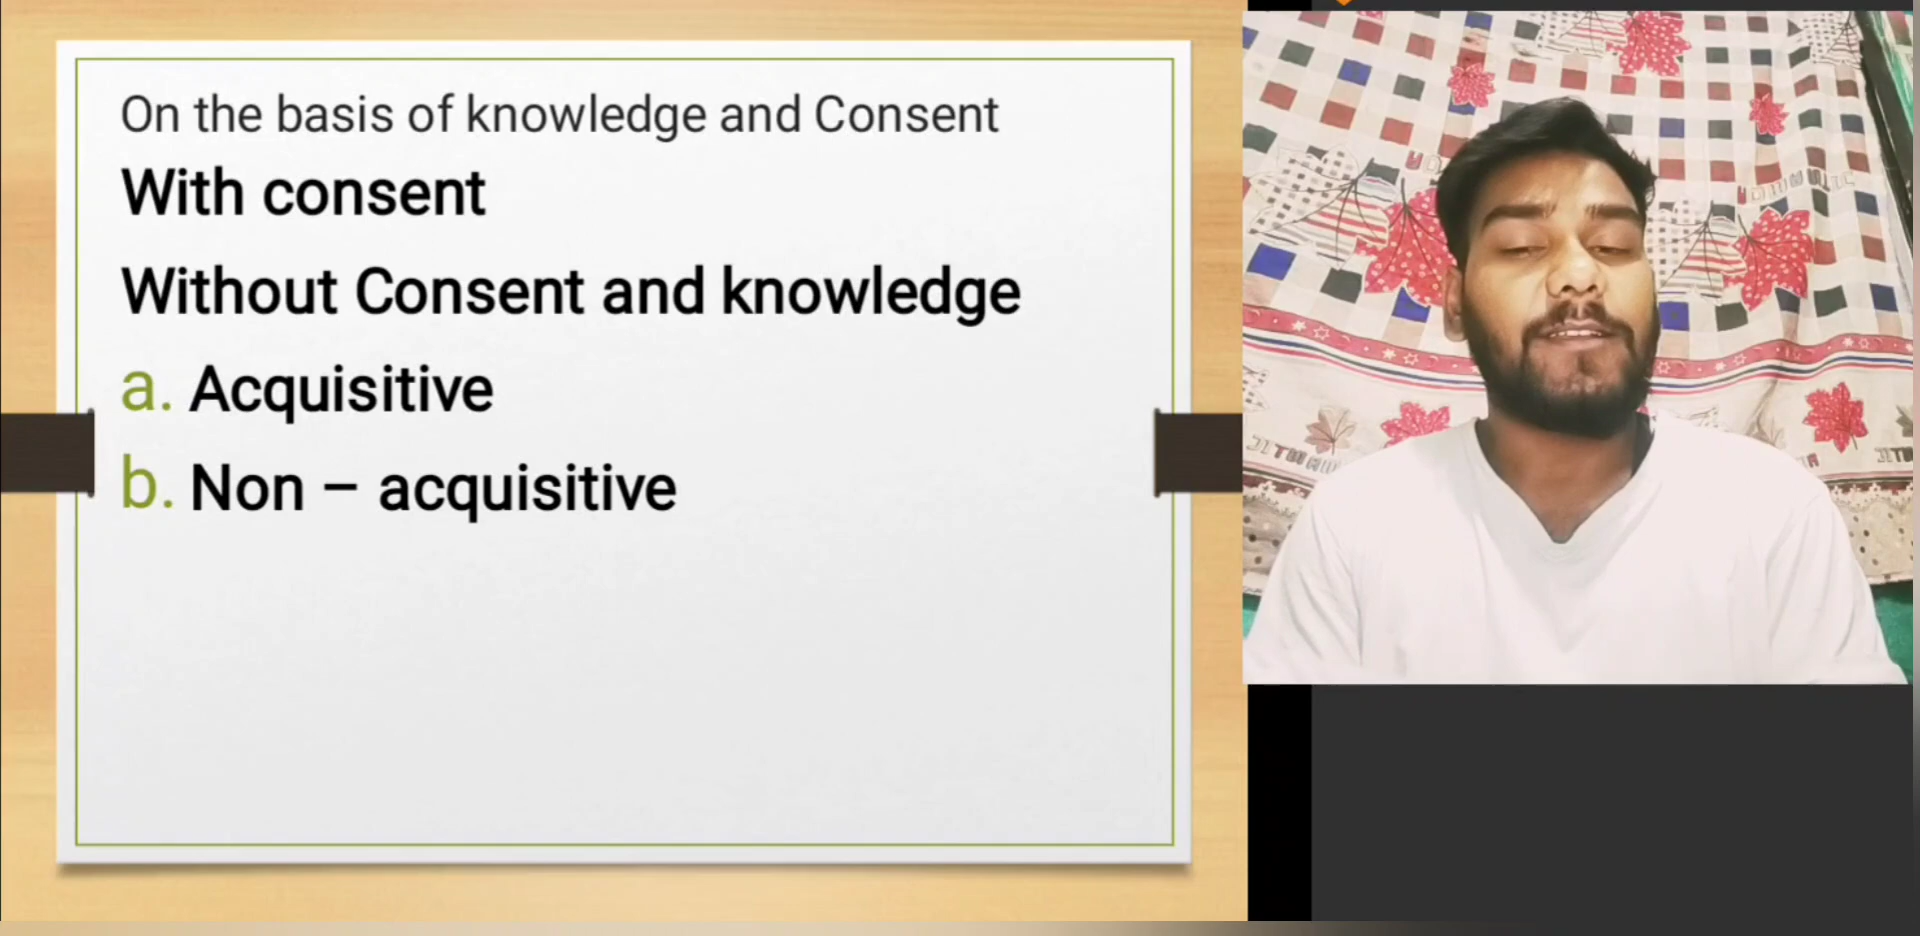 On the basis of knowledge and Consent
With consent
Without Consent and knowledge
a. Acquisitive
b. Non – acquisitive